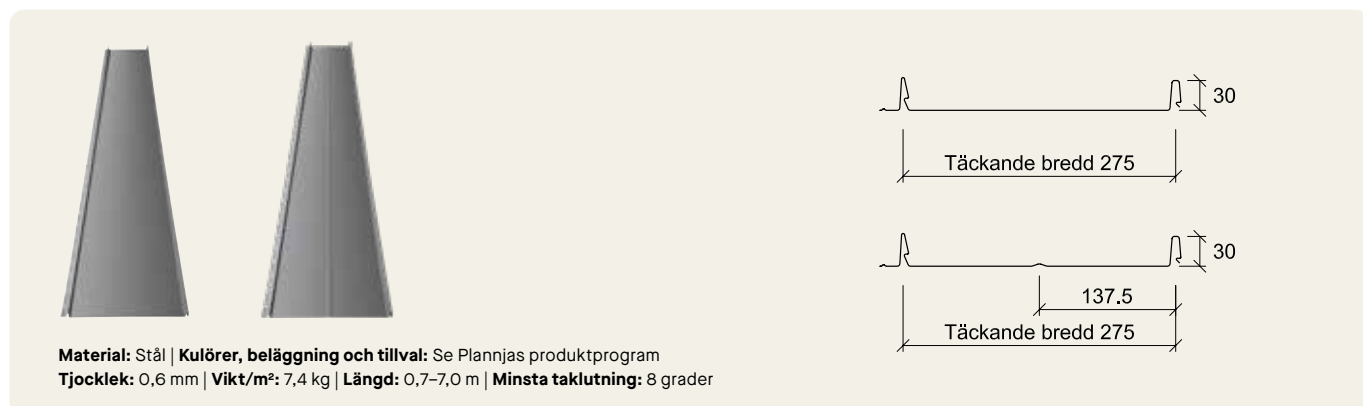 30
Täckande bredd 275
30
137.5
Täckande bredd 275
Material: Stål | Kulörer, beläggning och tillval: Se Plannjas produktprogram
Tjocklek: 0,6 mm | Vikt/m²: 7,4 kg | Längd: 0,7–7,0 m | Minsta taklutning: 8 grader